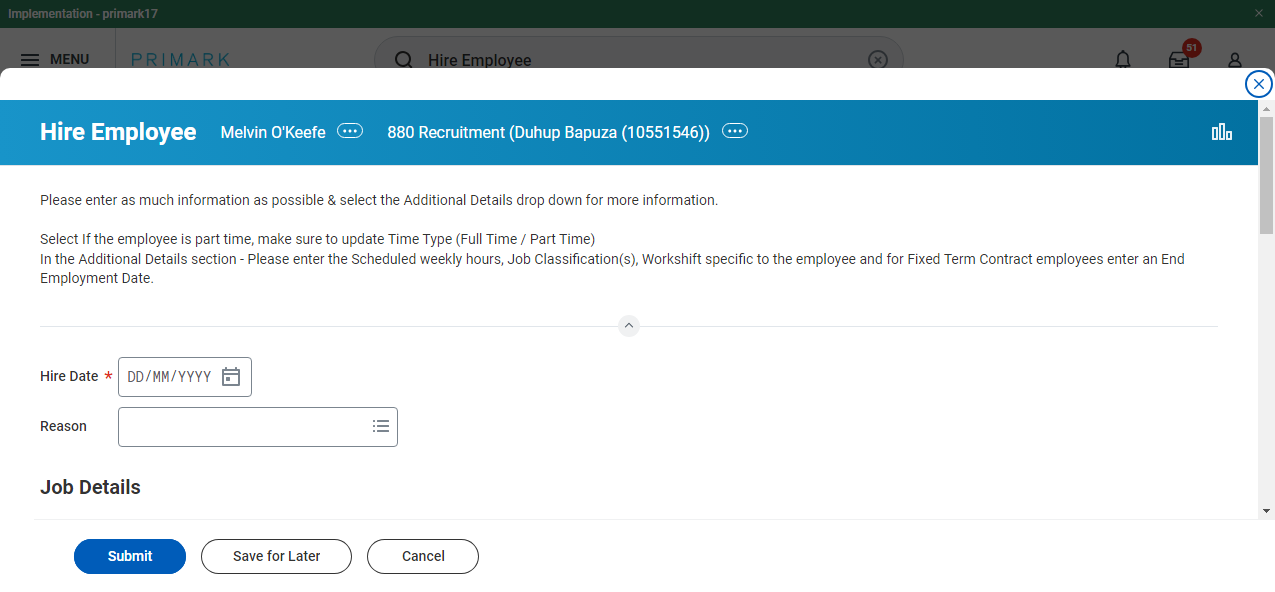 Implementation - primark17
MENU
PRIMARK
Hire Employee
51
Hire Employee Melvin O'Keefe 880 Recruitment (Duhup Bapuza (10551546))
Please enter as much information as possible & select the Additional Details drop down for more information.
Select If the employee is part time, make sure to update Time Type (Full Time / Part Time)
In the Additional Details section - Please enter the Scheduled weekly hours, Job Classification(s), Workshift specific to the employee and for Fixed Term Contract employees enter an End
Employment Date.
Hire Date * DD/MM/YYYY
Reason
Job Details
Submit Save for Later Cancel